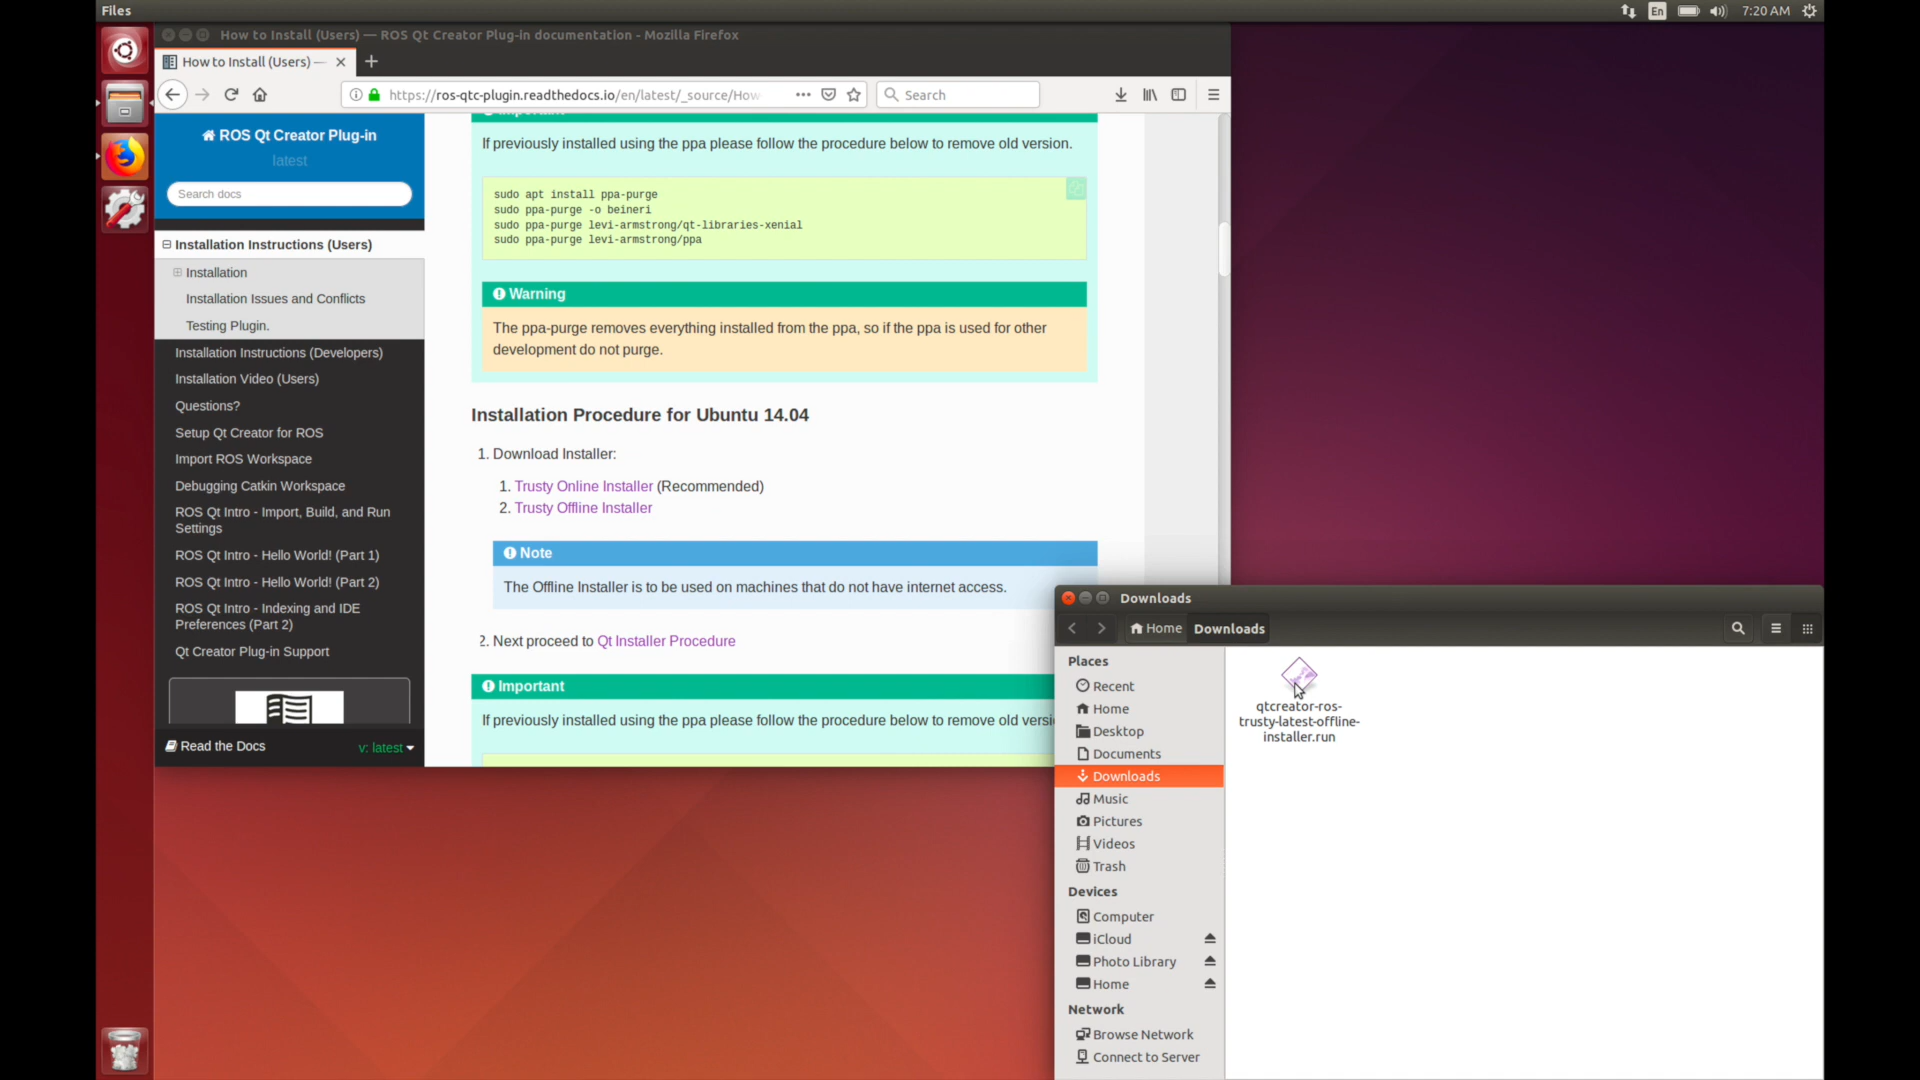 Files
En
7:20 AM
How to Install (Users) — ROS Qt Creator Plug-in documentation - Mozilla Firefox
How to Install (Users) —
https://ros-qtc-plugin.readthedocs.io/en/latest/_source/How
Search
ROS Qt Creator Plug-in
latest
Search docs
Installation Instructions (Users)
Installation
Installation Issues and Conflicts
Testing Plugin.
Installation Instructions (Developers)
Installation Video (Users)
Questions?
Setup Qt Creator for ROS
Import ROS Workspace
Debugging Catkin Workspace
ROS Qt Intro - Import, Build, and Run
Settings
ROS Qt Intro - Hello World! (Part 1)
ROS Qt Intro - Hello World! (Part 2)
ROS Qt Intro - Indexing and IDE
Preferences (Part 2)
Qt Creator Plug-in Support
Read the Docs
v: latest
If previously installed using the ppa please follow the procedure below to remove old version.
sudo apt install ppa-purge
sudo ppa-purge -o beineri
sudo ppa-purge levi-armstrong/qt-libraries-xenial
sudo ppa-purge levi-armstrong/ppa
Warning
The ppa-purge removes everything installed from the ppa, so if the ppa is used for other
development do not purge.
Installation Procedure for Ubuntu 14.04
1. Download Installer:
1. Trusty Online Installer (Recommended)
2. Trusty Offline Installer
Note
The Offline Installer is to be used on machines that do not have internet access.
2. Next proceed to Qt Installer Procedure
Important
If previously installed using the ppa please follow the procedure below to remove old versi
Downloads
Home
Downloads
Places
Recent
Home
Desktop
Documents
Downloads
Music
Pictures
Videos
Trash
Devices
Computer
iCloud
Photo Library
Home
Network
Browse Network
Connect to Server
qtcreator-ros-
trusty-latest-offline-
installer.run